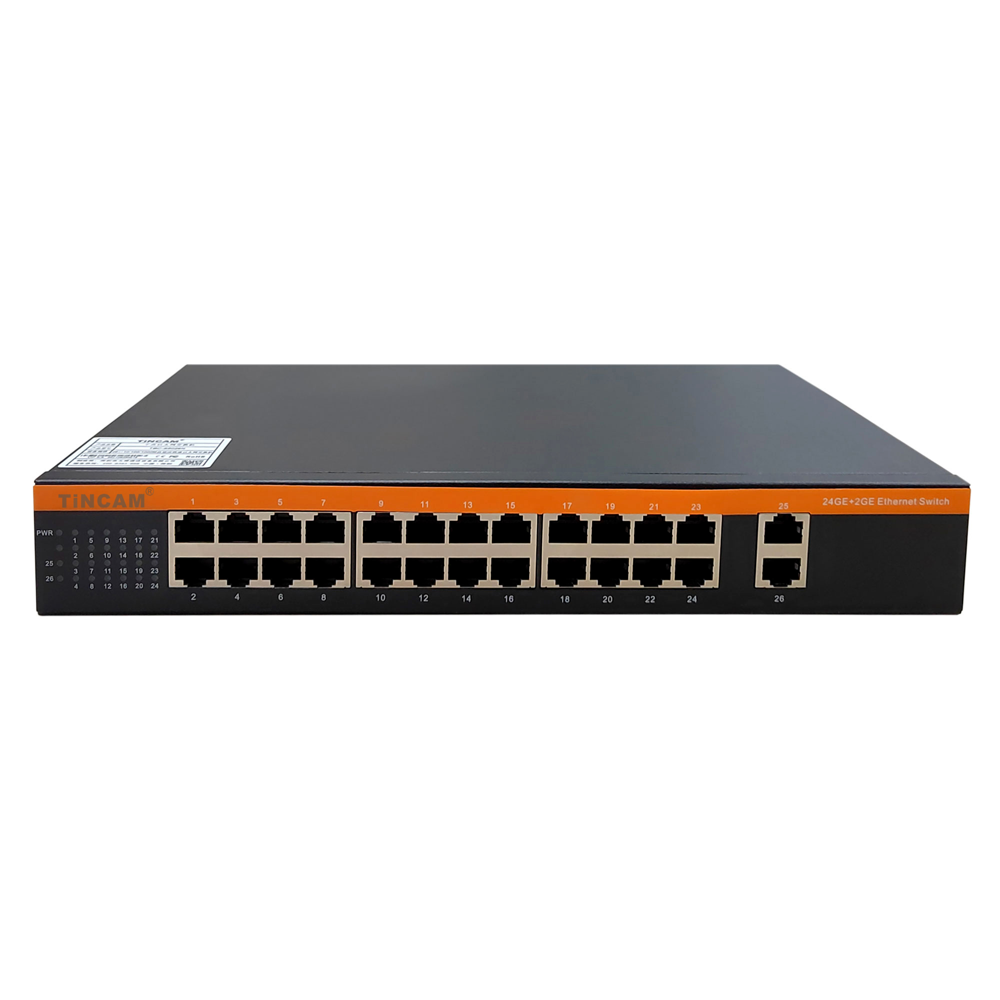 TiNCAM®
RoHS
TiNCAM®
1 3 5 7 9 11 13 15 17 19 21 23 25
24GE+2GE Ethernet Switch
PWR
1 5 9 13 17 21
2 6 10 14 18 22
25
3 7 11 15 19 23
26
4 8 12 16 20 24
2 4 6 8 10 12 14 16 18 20 22 24 26